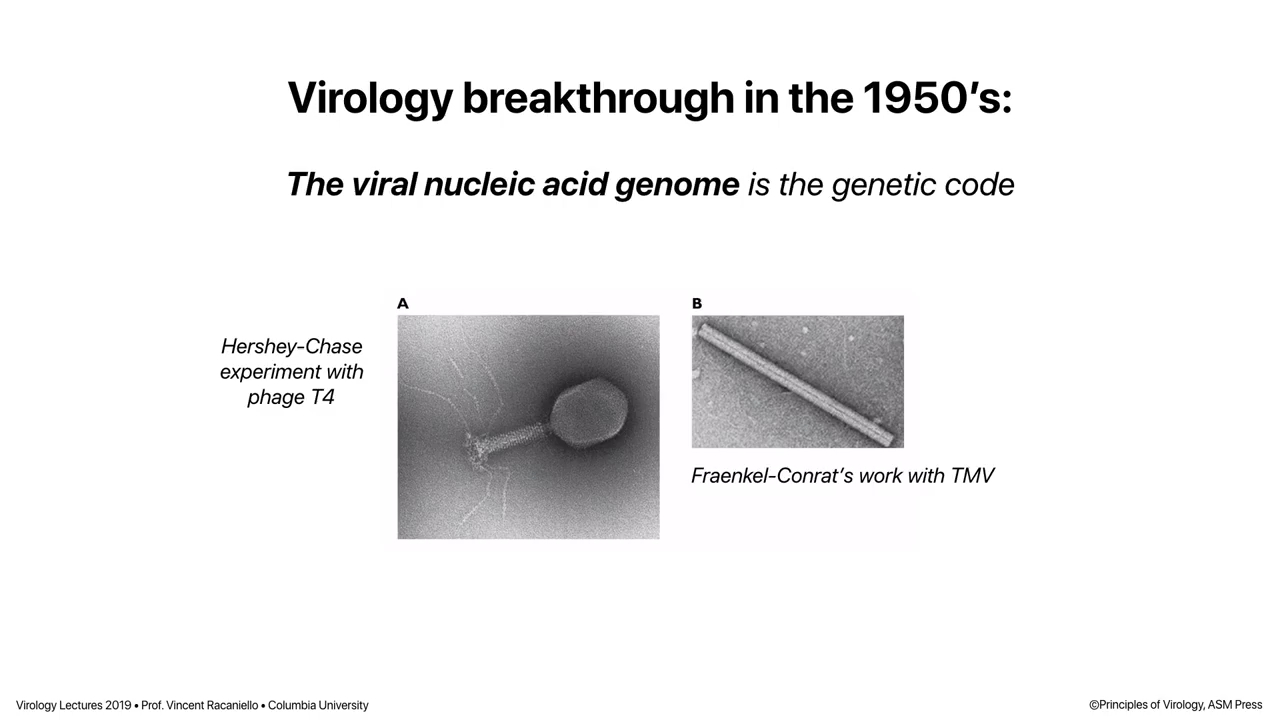 Virology breakthrough in the 1950’s:
The viral nucleic acid genome is the genetic code
A
B
Hershey-Chase
experiment with
phage T4
Fraenkel-Conrat’s work with TMV
Virology Lectures 2019 • Prof. Vincent Racaniello • Columbia University
©Principles of Virology, ASM Press